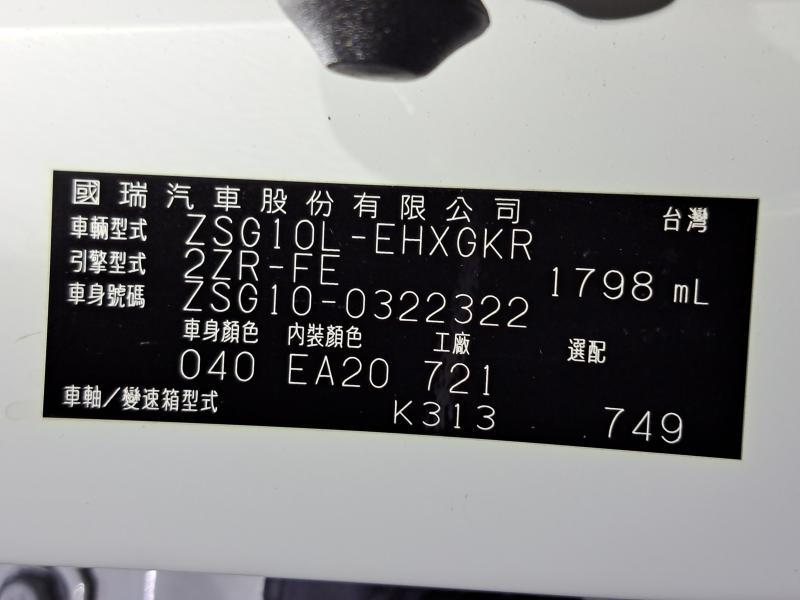 國瑞汽車股份有限公司 台灣
車輛型式 ZSG10L-EHXGKR
引擎型式 2ZR-FE 1798 mL
車身號碼 ZSG10-0322322
車身顏色 內裝顏色 工廠 選配
040 EA20 721
車軸/變速箱型式 K313 749